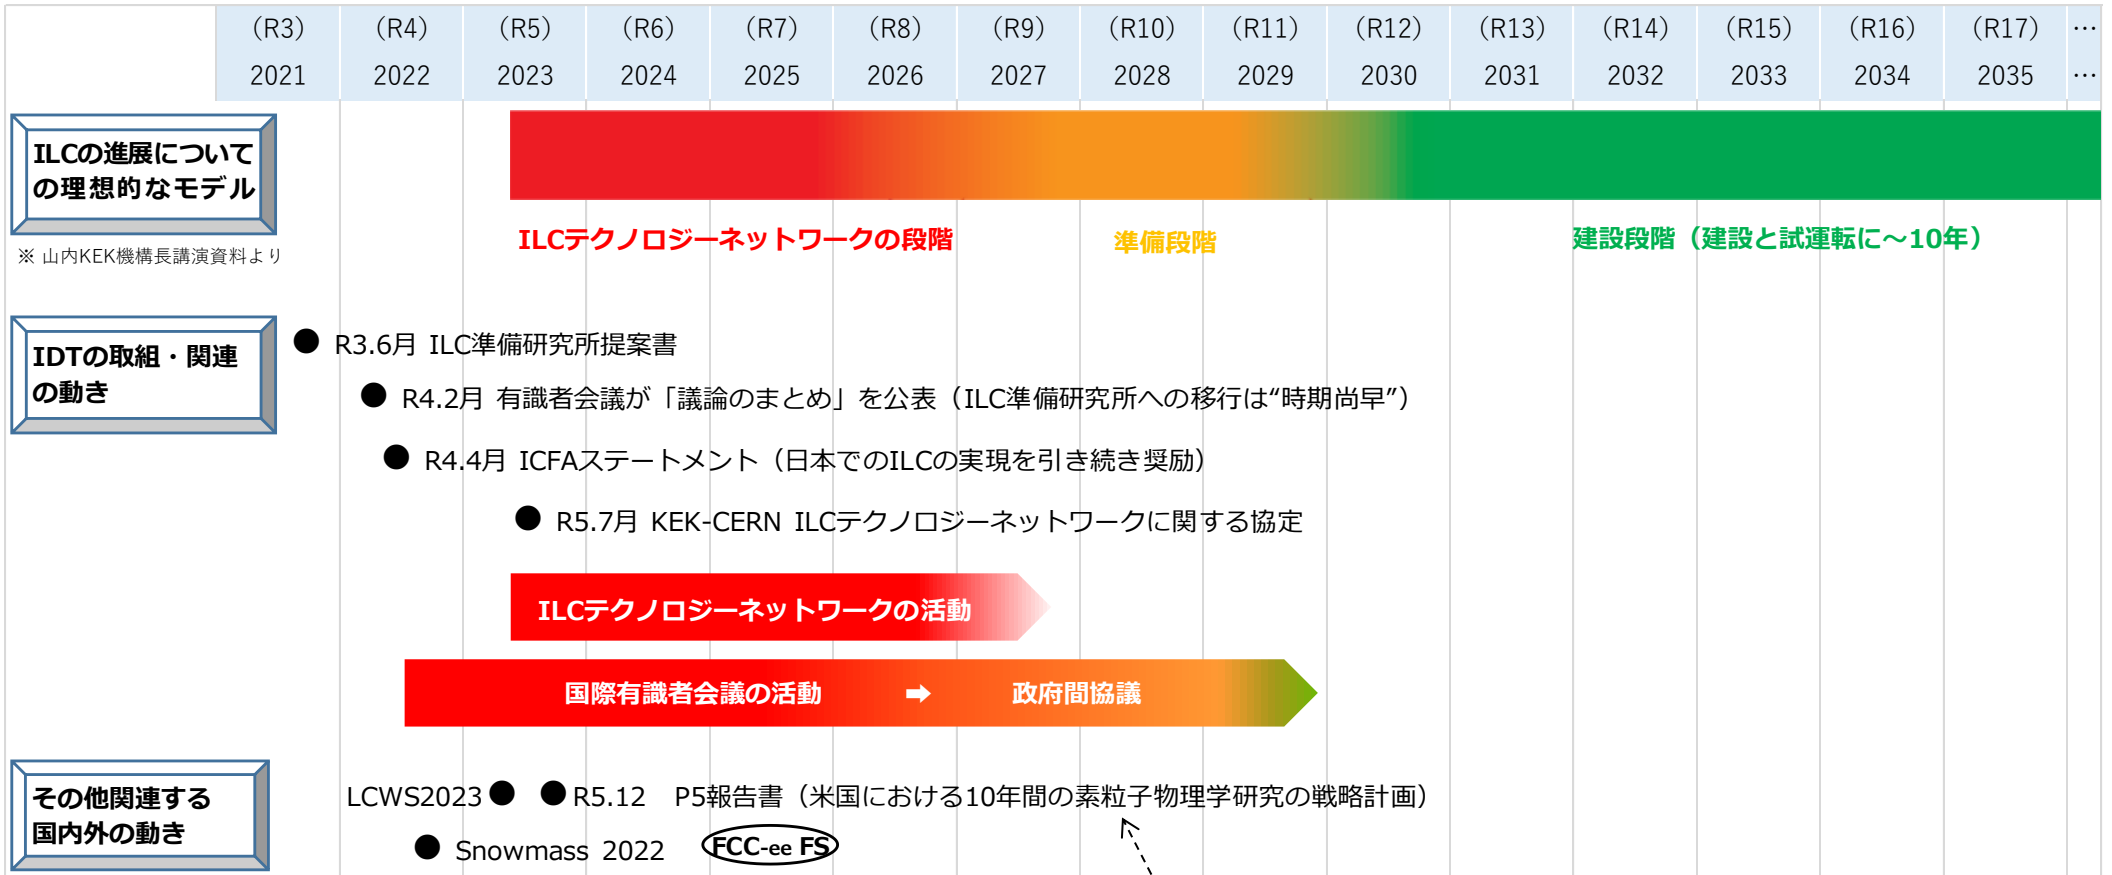 （R3） （R4） （R5） （R6） （R7） （R8） （R9） （R10） （R11） （R12） （R13） （R14） （R15） （R16） （R17） …
2021 2022 2023 2024 2025 2026 2027 2028 2029 2030 2031 2032 2033 2034 2035 …
ILCの進展について
の理想的なモデル
※ 山内KEK機構長講演資料より
ILCテクノロジーネットワークの段階 準備段階 建設段階（建設と試運転に～10年）
IDTの取組・関連
の動き
● R3.6月 ILC準備研究所提案書
● R4.2月 有識者会議が「議論のまとめ」を公表（ILC準備研究所への移行は“時期尚早”）
● R4.4月 ICFAステートメント（日本でのILCの実現を引き続き奨励）
● R5.7月 KEK-CERN ILCテクノロジーネットワークに関する協定
ILCテクノロジーネットワークの活動
国際有識者会議の活動 ➡ 政府間協議
その他関連する
国内外の動き
LCWS2023 ● ● R5.12 P5報告書（米国における10年間の素粒子物理学研究の戦略計画）
● Snowmass 2022 FCC-ee FS